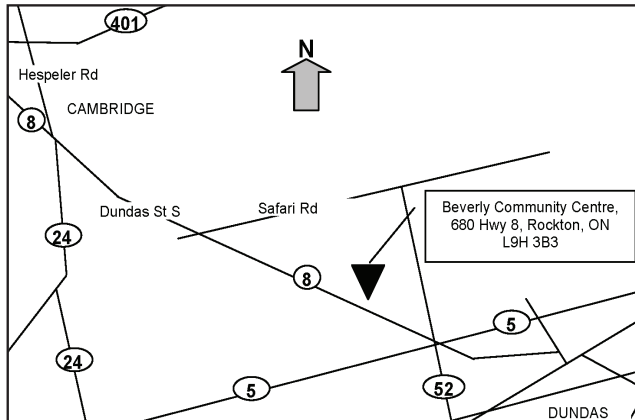 401
N
Hespeler Rd
CAMBRIDGE
8
Dundas St S
Safari Rd
Beverly Community Centre,
680 Hwy 8, Rockton, ON
L9H 3B3
24
8
5
24
5
52
DUNDAS